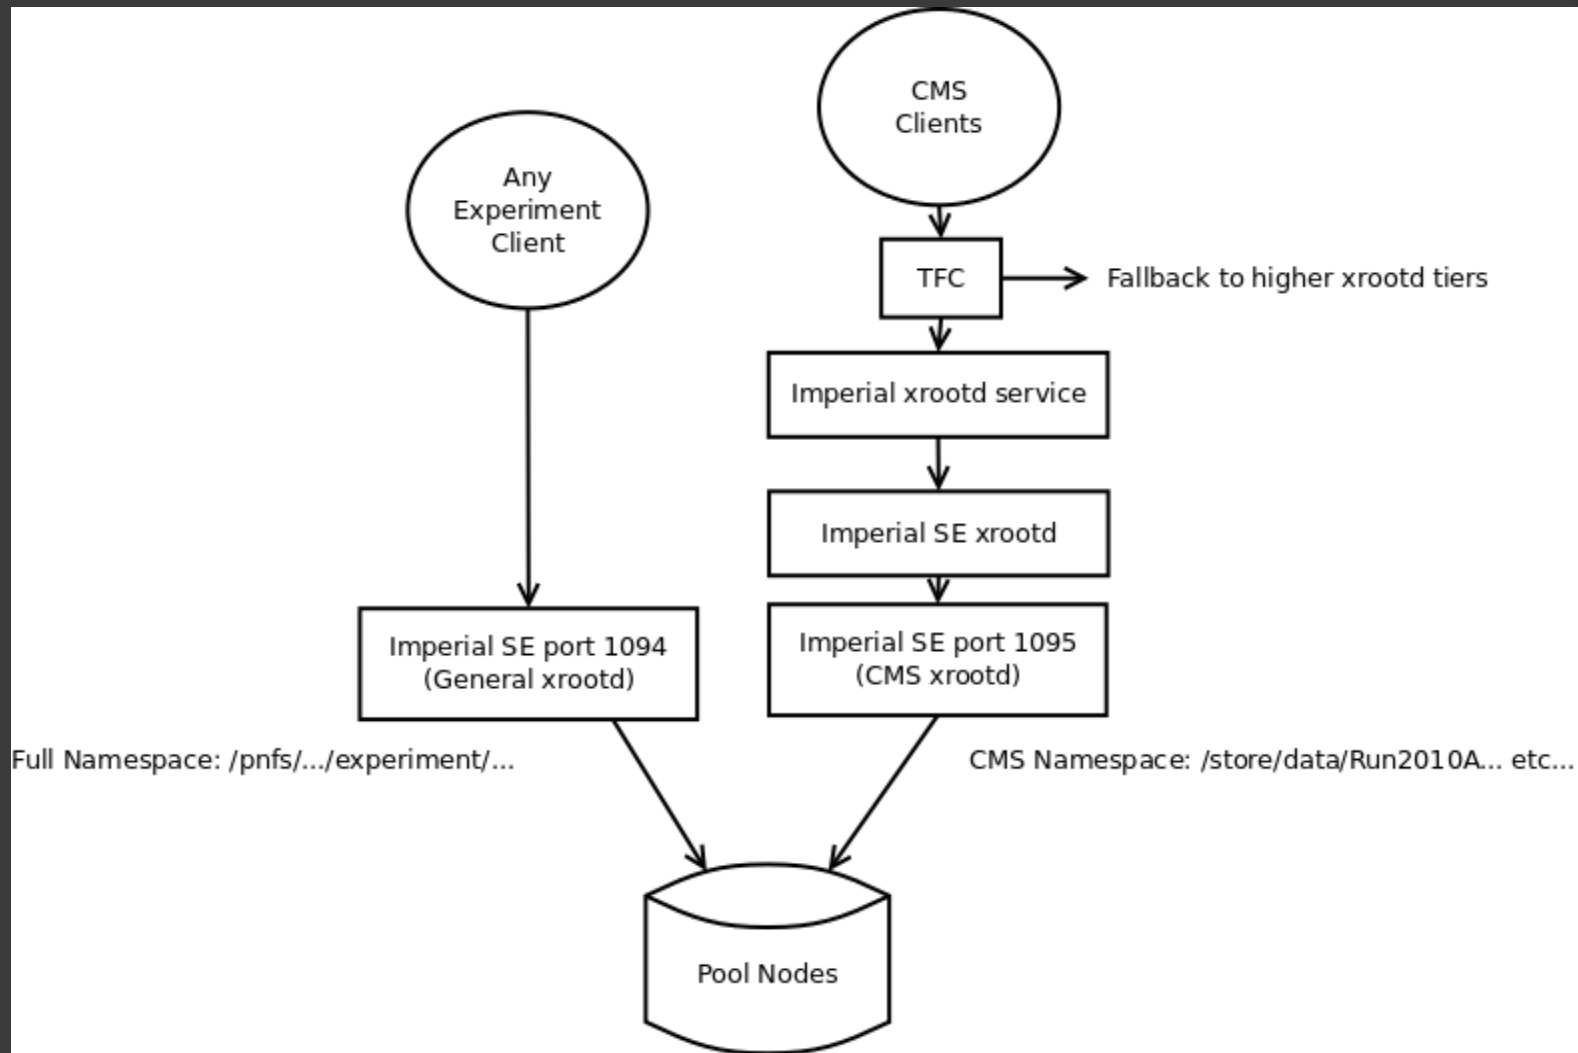 CMS
Clients
Any
Experiment
Client
TFC
Fallback to higher xrootd tiers
Imperial xrootd service
Imperial SE xrootd
Imperial SE port 1094
(General xrootd)
Imperial SE port 1095
(CMS xrootd)
Full Namespace: /pnfs/.../experiment/...
CMS Namespace: /store/data/Run2010A... etc...
Pool Nodes